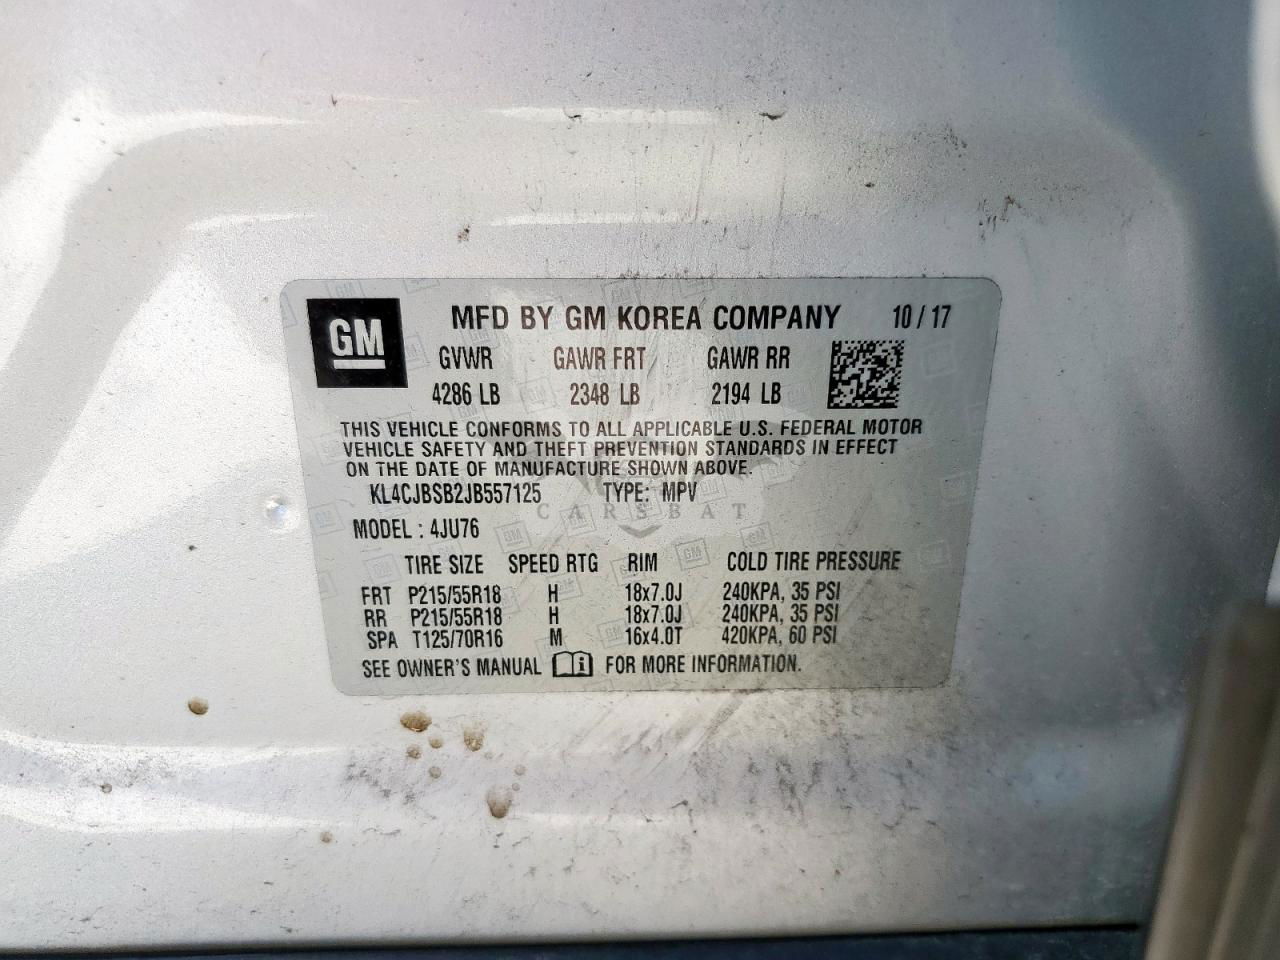 GM
MFD BY GM KOREA COMPANY 10 / 17
GVWR GAWR FRT GAWR RR
4286 LB 2348 LB 2194 LB
THIS VEHICLE CONFORMS TO ALL APPLICABLE U.S. FEDERAL MOTOR
VEHICLE SAFETY AND THEFT PREVENTION STANDARDS IN EFFECT
ON THE DATE OF MANUFACTURE SHOWN ABOVE.
KL4CJBSB2JB557125 TYPE: MPV
CARSBAT
MODEL : 4JU76
TIRE SIZE SPEED RTG RIM COLD TIRE PRESSURE
FRT P215/55R18 H 18x7.0J 240KPA, 35 PSI
RR P215/55R18 H 18x7.0J 240KPA, 35 PSI
SPA T125/70R16 M 16x4.0T 420KPA, 60 PSI
SEE OWNER'S MANUAL i FOR MORE INFORMATION.